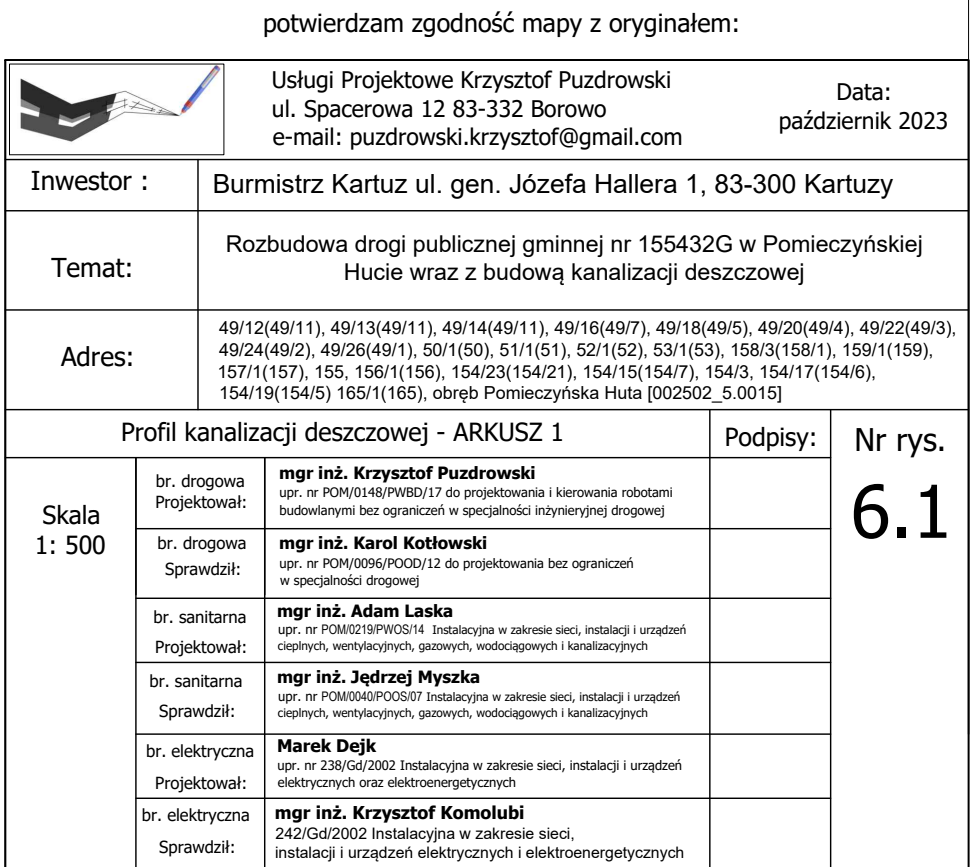 potwierdzam zgodność mapy z oryginałem:
Usługi Projektowe Krzysztof Puzdrowski
ul. Spacerowa 12 83-332 Borowo
e-mail: puzdrowski.krzysztof@gmail.com
Data:
październik 2023
Inwestor :
Burmistrz Kartuz ul. gen. Józefa Hallera 1, 83-300 Kartuzy
Temat:
Rozbudowa drogi publicznej gminnej nr 155432G w Pomieczyńskiej
Hucie wraz z budową kanalizacji deszczowej
Adres:
49/12(49/11), 49/13(49/11), 49/14(49/11), 49/16(49/7), 49/18(49/5), 49/20(49/4), 49/22(49/3),
49/24(49/2), 49/26(49/1), 50/1(50), 51/1(51), 52/1(52), 53/1(53), 158/3(158/1), 159/1(159),
157/1(157), 155, 156/1(156), 154/23(154/21), 154/15(154/7), 154/3, 154/17(154/6),
154/19(154/5) 165/1(165), obręb Pomieczyńska Huta [002502_5.0015]
Profil kanalizacji deszczowej - ARKUSZ 1
Podpisy:
Nr rys.
6.1
Skala
1: 500
br. drogowa
Projektował:
mgr inż. Krzysztof Puzdrowski
upr. nr POM/0148/PWBD/17 do projektowania i kierowania robotami
budowlanymi bez ograniczeń w specjalności inżynieryjnej drogowej
br. drogowa
Sprawdził:
mgr inż. Karol Kotłowski
upr. nr POM/0096/POOD/12 do projektowania bez ograniczeń
w specjalności drogowej
br. sanitarna
Projektował:
mgr inż. Adam Laska
upr. nr POM/0219/PWOS/14 Instalacyjna w zakresie sieci, instalacji i urządzeń
cieplnych, wentylacyjnych, gazowych, wodociągowych i kanalizacyjnych
br. sanitarna
Sprawdził:
mgr inż. Jędrzej Myszka
upr. nr POM/0040/POOS/07 Instalacyjna w zakresie sieci, instalacji i urządzeń
cieplnych, wentylacyjnych, gazowych, wodociągowych i kanalizacyjnych
br. elektryczna
Projektował:
Marek Dejk
upr. nr 238/Gd/2002 Instalacyjna w zakresie sieci, instalacji i urządzeń
elektrycznych oraz elektroenergetycznych
br. elektryczna
Sprawdził:
mgr inż. Krzysztof Komolubi
242/Gd/2002 Instalacyjna w zakresie sieci,
instalacji i urządzeń elektrycznych i elektroenergetycznych